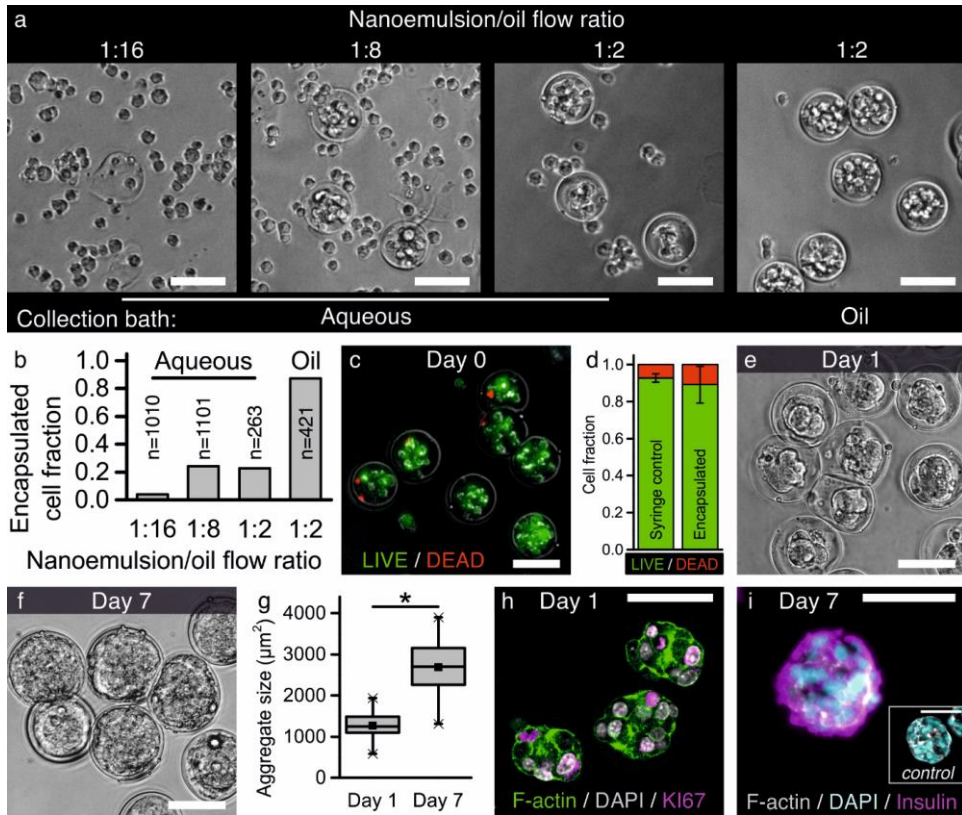 a
Nanoemulsion/oil flow ratio
1:16 1:8 1:2 1:2
Collection bath: Aqueous Oil
b
Encapsulated
cell fraction
1.0
0.8
0.6
0.4
0.2
0.0
Aqueous Oil
n=1010 n=1101 n=263 n=421
1:16 1:8 1:2 1:2
Nanoemulsion/oil flow ratio
c Day 0
LIVE / DEAD
d
Cell fraction
1.0
0.8
0.6
0.4
0.2
0.0
Syringe control
Encapsulated
LIVE / DEAD
e Day 1
f Day 7
g
Aggregate size (μm²)
4000
3000
2000
1000
0
*
Day 1 Day 7
h Day 1
F-actin / DAPI / KI67
i Day 7
control
F-actin / DAPI / Insulin